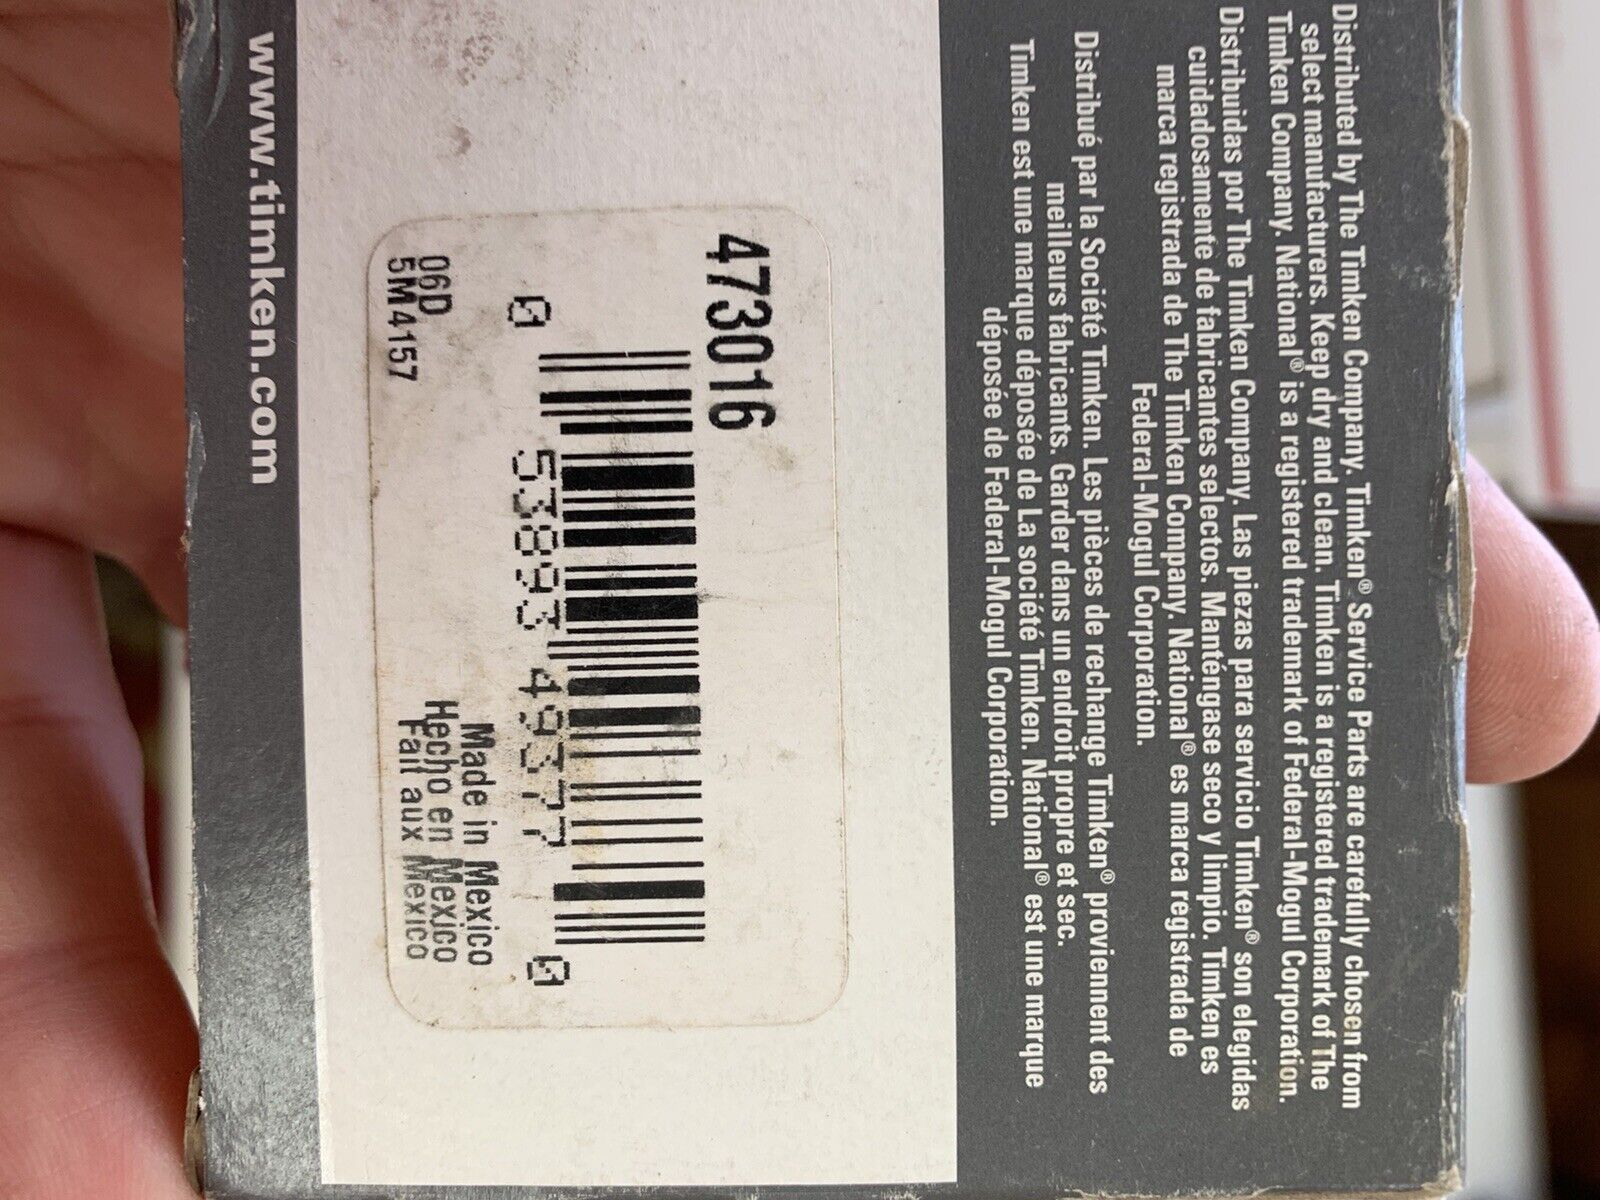 Distributed by The Timken Company. Timken® Service Parts are carefully chosen from
select manufacturers. Keep dry and clean. Timken is a registered trademark of The
Timken Company. National® is a registered trademark of Federal-Mogul Corporation.
Distribuidas por The Timken Company. Las piezas para servicio Timken® son elegidas
cuidadosamente de fabricantes selectos. Manténgase seco y limpio. Timken es
marca registrada de The Timken Company. National® es marca registrada de
Federal-Mogul Corporation.
Distribué par la Société Timken. Les pièces de rechange Timken® proviennent des
meilleurs fabricants. Garder dans un endroit propre et sec.
Timken est une marque déposée de La société Timken. National® est une marque
déposée de Federal-Mogul Corporation.
473016
0 53893 49377 0
Made in Mexico
Hecho en Mexico
Fait aux Mexico
06D
5M4157
www.timken.com